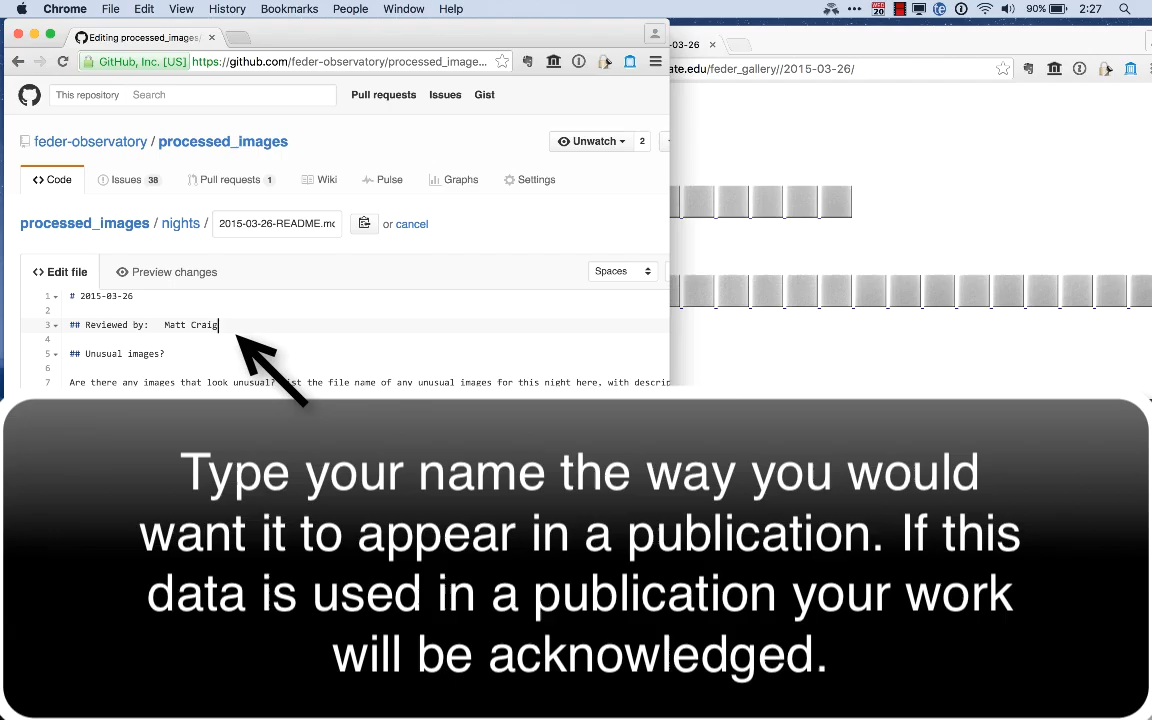 Chrome File Edit View History Bookmarks People Window Help 90% 2:27
Editing processed_images/
-03-26
GitHub, Inc. [US] https://github.com/feder-observatory/processed_image...
ate.edu/feder_gallery//2015-03-26/
This repository Search Pull requests Issues Gist
feder-observatory / processed_images Unwatch 2
Code Issues 38 Pull requests 1 Wiki Pulse Graphs Settings
processed_images / nights / 2015-03-26-README.mc or cancel
Edit file Preview changes Spaces
1 # 2015-03-26
2
3 ## Reviewed by: Matt Craig
4
5 ## Unusual images?
6
7 Are there any images that look unusual? List the file name of any unusual images for this night here, with descrip
Type your name the way you would
want it to appear in a publication. If this
data is used in a publication your work
will be acknowledged.